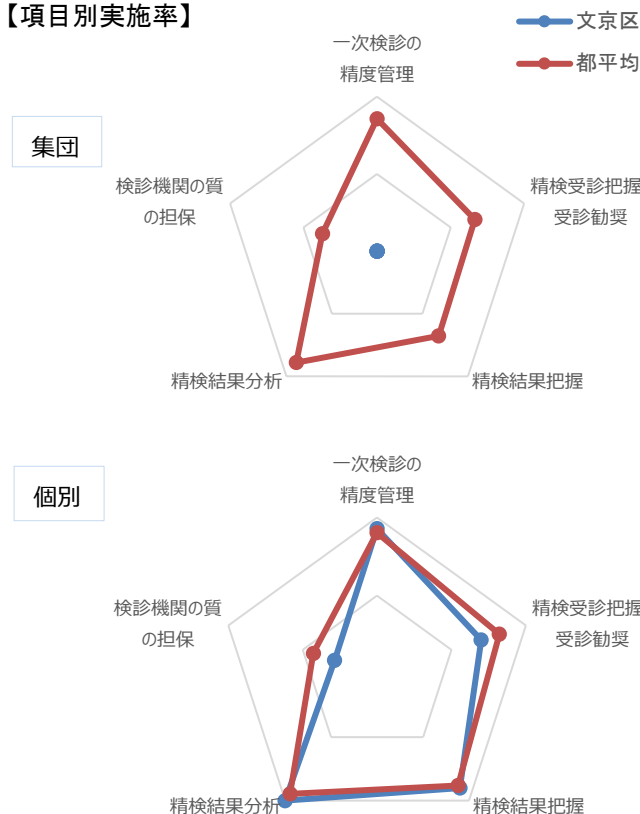 【項目別実施率】
文京区
都平均
集団
一次検診の
精度管理
精検受診把握
受診勧奨
精検結果把握
精検結果分析
検診機関の質
の担保
個別
一次検診の
精度管理
精検受診把握
受診勧奨
精検結果把握
精検結果分析
検診機関の質
の担保